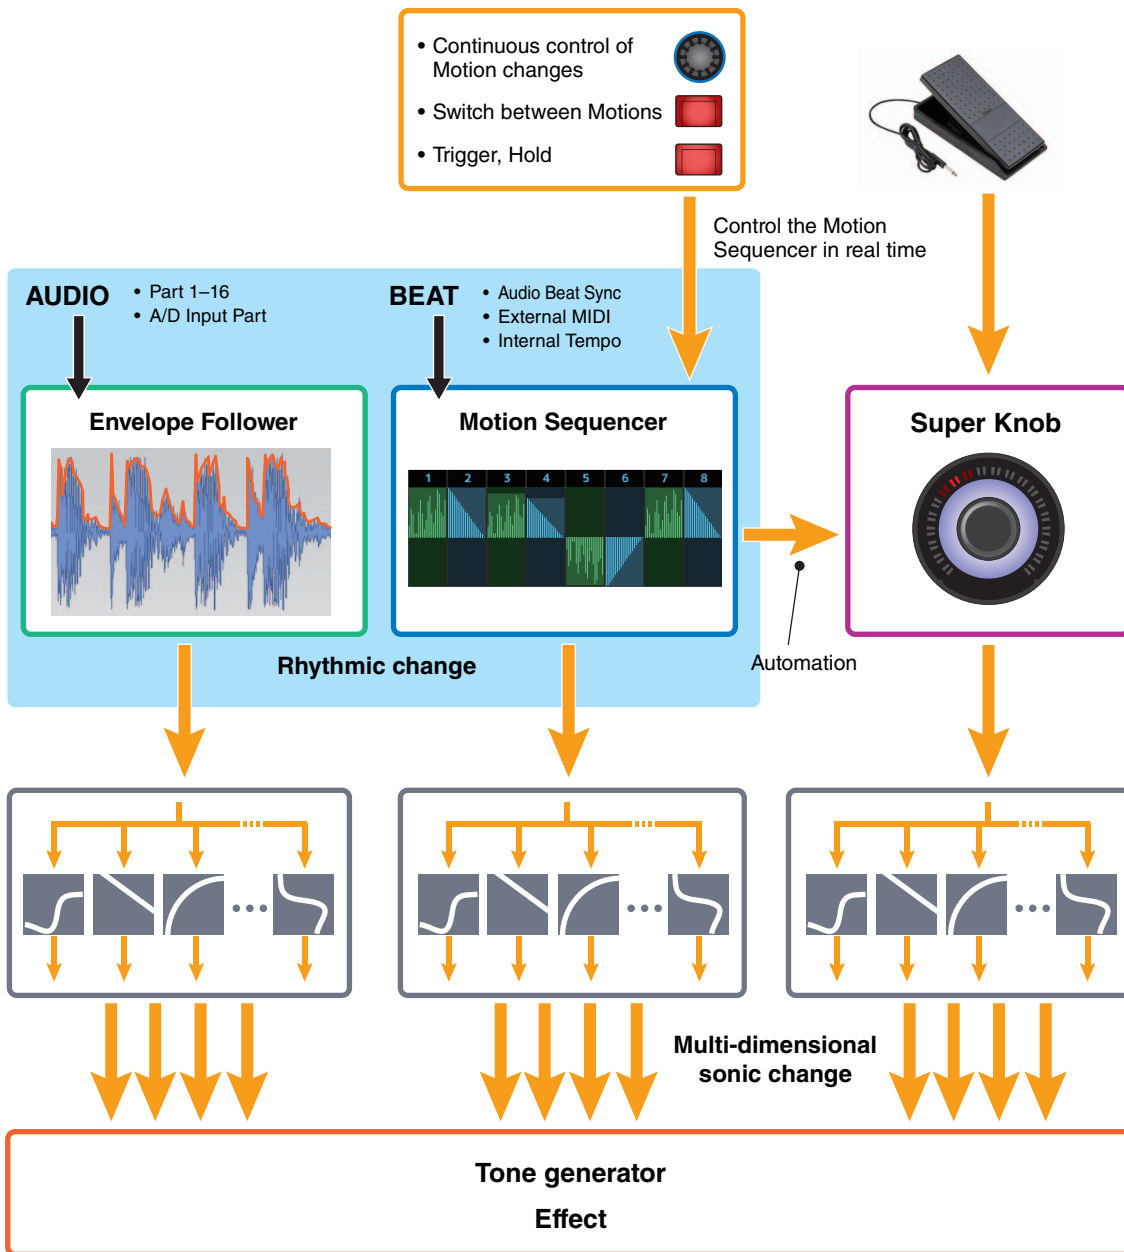 • Continuous control of
Motion changes
• Switch between Motions
• Trigger, Hold
Control the Motion
Sequencer in real time
AUDIO
• Part 1–16
• A/D Input Part
BEAT
• Audio Beat Sync
• External MIDI
• Internal Tempo
Envelope Follower
Motion Sequencer
1 2 3 4 5 6 7 8
Super Knob
Automation
Rhythmic change
Multi-dimensional
sonic change
Tone generator
Effect